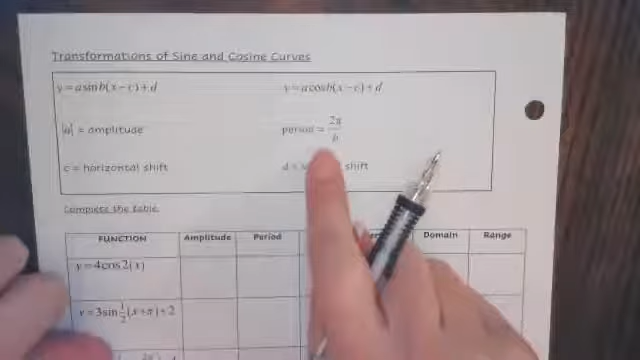 Transformations of Sine and Cosine Curves
y = a sin b(x − c) + d
y = a cos b(x − c) + d
|a| = amplitude
period = 2π/b
c = horizontal shift
d = shift
Complete the table.
FUNCTION Amplitude Period Domain Range
y = 4cos 2(x)
y = 3sin 1/2 (x + π) + 2